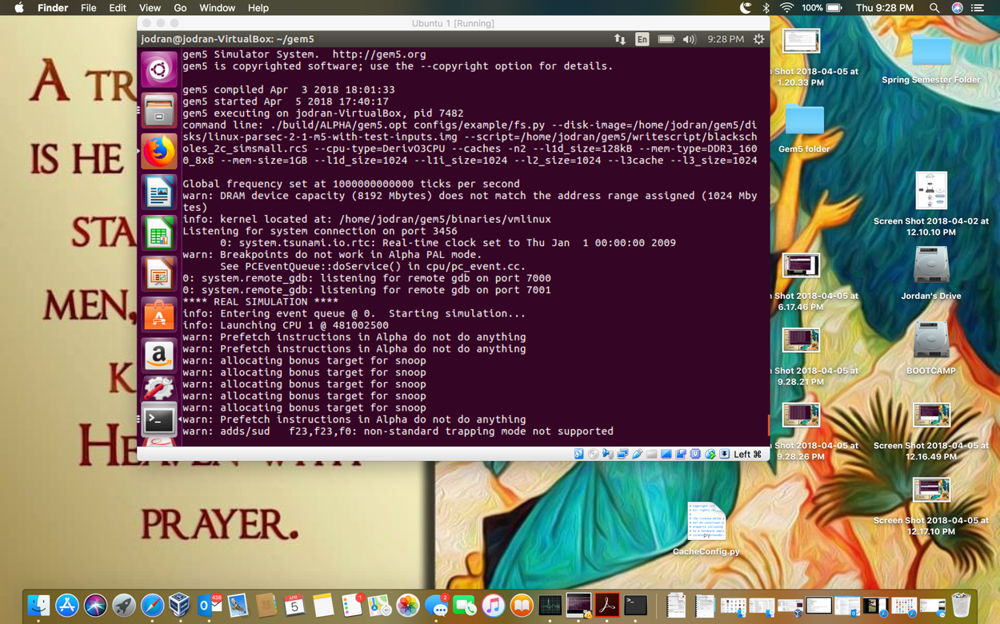 Finder File Edit View Go Window Help
100% Thu 9:28 PM
Ubuntu 1 [Running]
jodran@jodran-VirtualBox: ~/gem5
En 9:28 PM
gem5 Simulator System. http://gem5.org
gem5 is copyrighted software; use the --copyright option for details.
gem5 compiled Apr 3 2018 18:01:33
gem5 started Apr 5 2018 17:40:17
gem5 executing on jodran-VirtualBox, pid 7482
command line: ./build/ALPHA/gem5.opt configs/example/fs.py --disk-image=/home/jodran/gem5/di
sks/linux-parsec-2-1-m5-with-test-inputs.img --script=/home/jodran/gem5/writescript/blacksch
oles_2c_simsmall.rcS --cpu-type=DerivO3CPU --caches -n2 --l1d_size=128kB --mem-type=DDR3_160
0_8x8 --mem-size=1GB --l1d_size=1024 --l1i_size=1024 --l2_size=1024 --l3cache --l3_size=1024
Global frequency set at 1000000000000 ticks per second
warn: DRAM device capacity (8192 Mbytes) does not match the address range assigned (1024 Mby
tes)
info: kernel located at: /home/jodran/gem5/binaries/vmlinux
Listening for system connection on port 3456
0: system.tsunami.io.rtc: Real-time clock set to Thu Jan 1 00:00:00 2009
warn: Breakpoints do not work in Alpha PAL mode.
See PCEventQueue::doService() in cpu/pc_event.cc.
0: system.remote_gdb: listening for remote gdb on port 7000
0: system.remote_gdb: listening for remote gdb on port 7001
**** REAL SIMULATION ****
info: Entering event queue @ 0. Starting simulation...
info: Launching CPU 1 @ 481002500
warn: Prefetch instructions in Alpha do not do anything
warn: Prefetch instructions in Alpha do not do anything
warn: allocating bonus target for snoop
warn: allocating bonus target for snoop
warn: allocating bonus target for snoop
warn: allocating bonus target for snoop
warn: allocating bonus target for snoop
warn: Prefetch instructions in Alpha do not do anything
warn: adds/sud f23,f23,f0: non-standard trapping mode not supported
Left ⌘
A TR
IS HE
STA
MEN,
K
HEAVEN WITH
PRAYER.
n Shot 2018-04-05 at
1.20.33 PM
Spring Semester Folder
Gem5 folder
Screen Shot 2018-04-02 at
12.10.10 PM
n Shot 2018-04-05 at
6.17.46 PM
Jordan's Drive
n Shot 2018-04-05 at
9.28.21 PM
BOOTCAMP
n Shot 2018-04-05 at
9.28.26 PM
Screen Shot 2018-04-05 at
12.16.49 PM
Screen Shot 2018-04-05 at
12.17.10 PM
PY
CacheConfig.py
438
APR
5
1
2